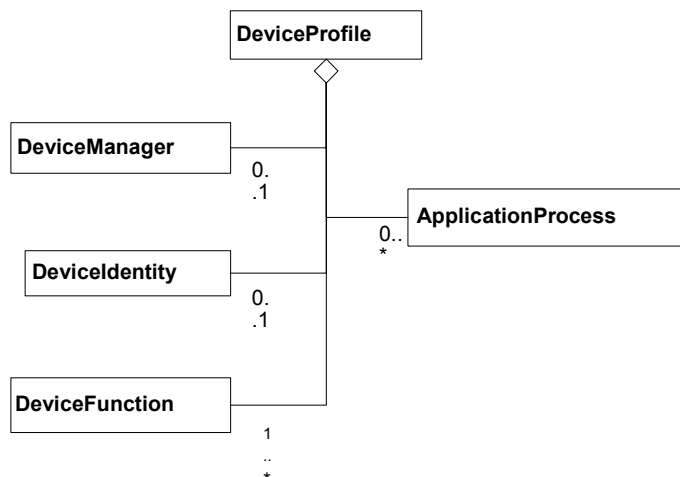 DeviceProfile
DeviceManager
0.
.1
ApplicationProcess
0..
*
DeviceIdentity
0.
.1
DeviceFunction
1
..
*